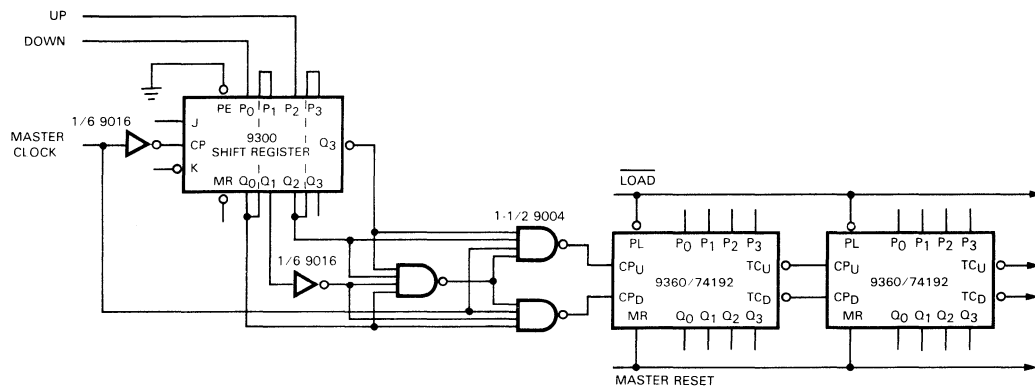 UP
DOWN
1/6 9016
MASTER
CLOCK
PE P0 P1 P2 P3
J
CP
K
9300
SHIFT REGISTER
Q3
MR Q0 Q1 Q2 Q3
1/6 9016
1-1/2 9004
LOAD
PL P0 P1 P2 P3
CPU TCU
9360/74192
CPD TCD
MR Q0 Q1 Q2 Q3
PL P0 P1 P2 P3
CPU TCU
9360/74192
CPD TCD
MR Q0 Q1 Q2 Q3
MASTER RESET